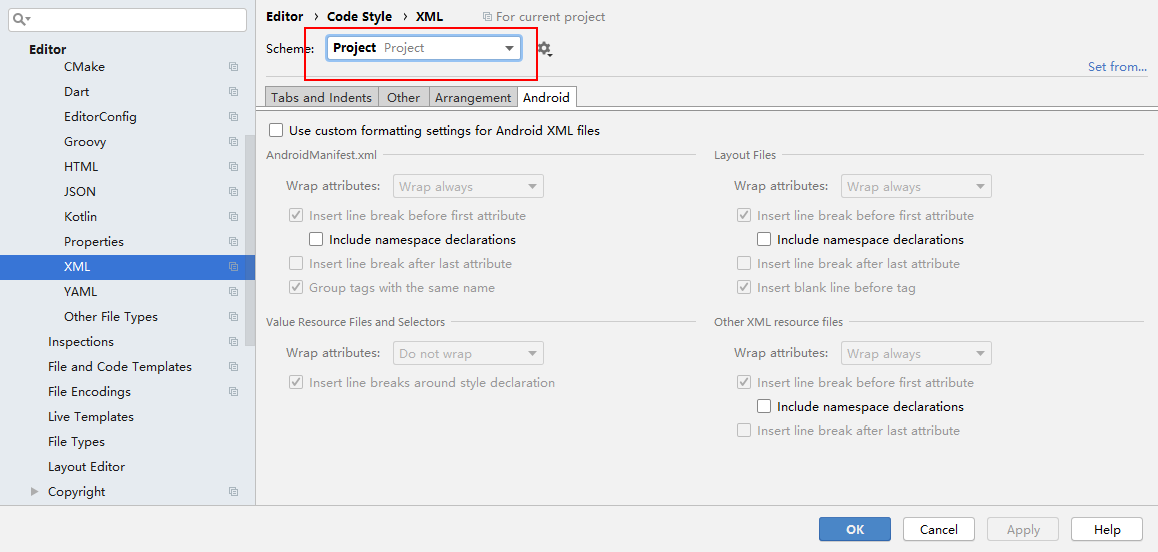 Editor
CMake
Dart
EditorConfig
Groovy
HTML
JSON
Kotlin
Properties
XML
YAML
Other File Types
Inspections
File and Code Templates
File Encodings
Live Templates
File Types
Layout Editor
Copyright
Editor › Code Style › XML For current project
Scheme: Project Project
Set from...
Tabs and Indents Other Arrangement Android
Use custom formatting settings for Android XML files
AndroidManifest.xml
Wrap attributes: Wrap always
Insert line break before first attribute
Include namespace declarations
Insert line break after last attribute
Group tags with the same name
Layout Files
Wrap attributes: Wrap always
Insert line break before first attribute
Include namespace declarations
Insert line break after last attribute
Insert blank line before tag
Value Resource Files and Selectors
Wrap attributes: Do not wrap
Insert line breaks around style declaration
Other XML resource files
Wrap attributes: Wrap always
Insert line break before first attribute
Include namespace declarations
Insert line break after last attribute
OK Cancel Apply Help